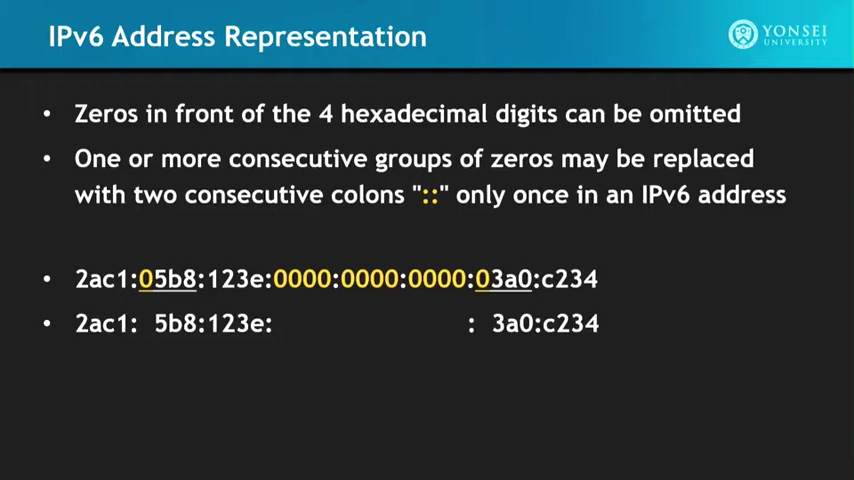 IPv6 Address Representation
YONSEI
UNIVERSITY
• Zeros in front of the 4 hexadecimal digits can be omitted
• One or more consecutive groups of zeros may be replaced
with two consecutive colons "::" only once in an IPv6 address
• 2ac1:05b8:123e:0000:0000:0000:03a0:c234
• 2ac1: 5b8:123e: : 3a0:c234